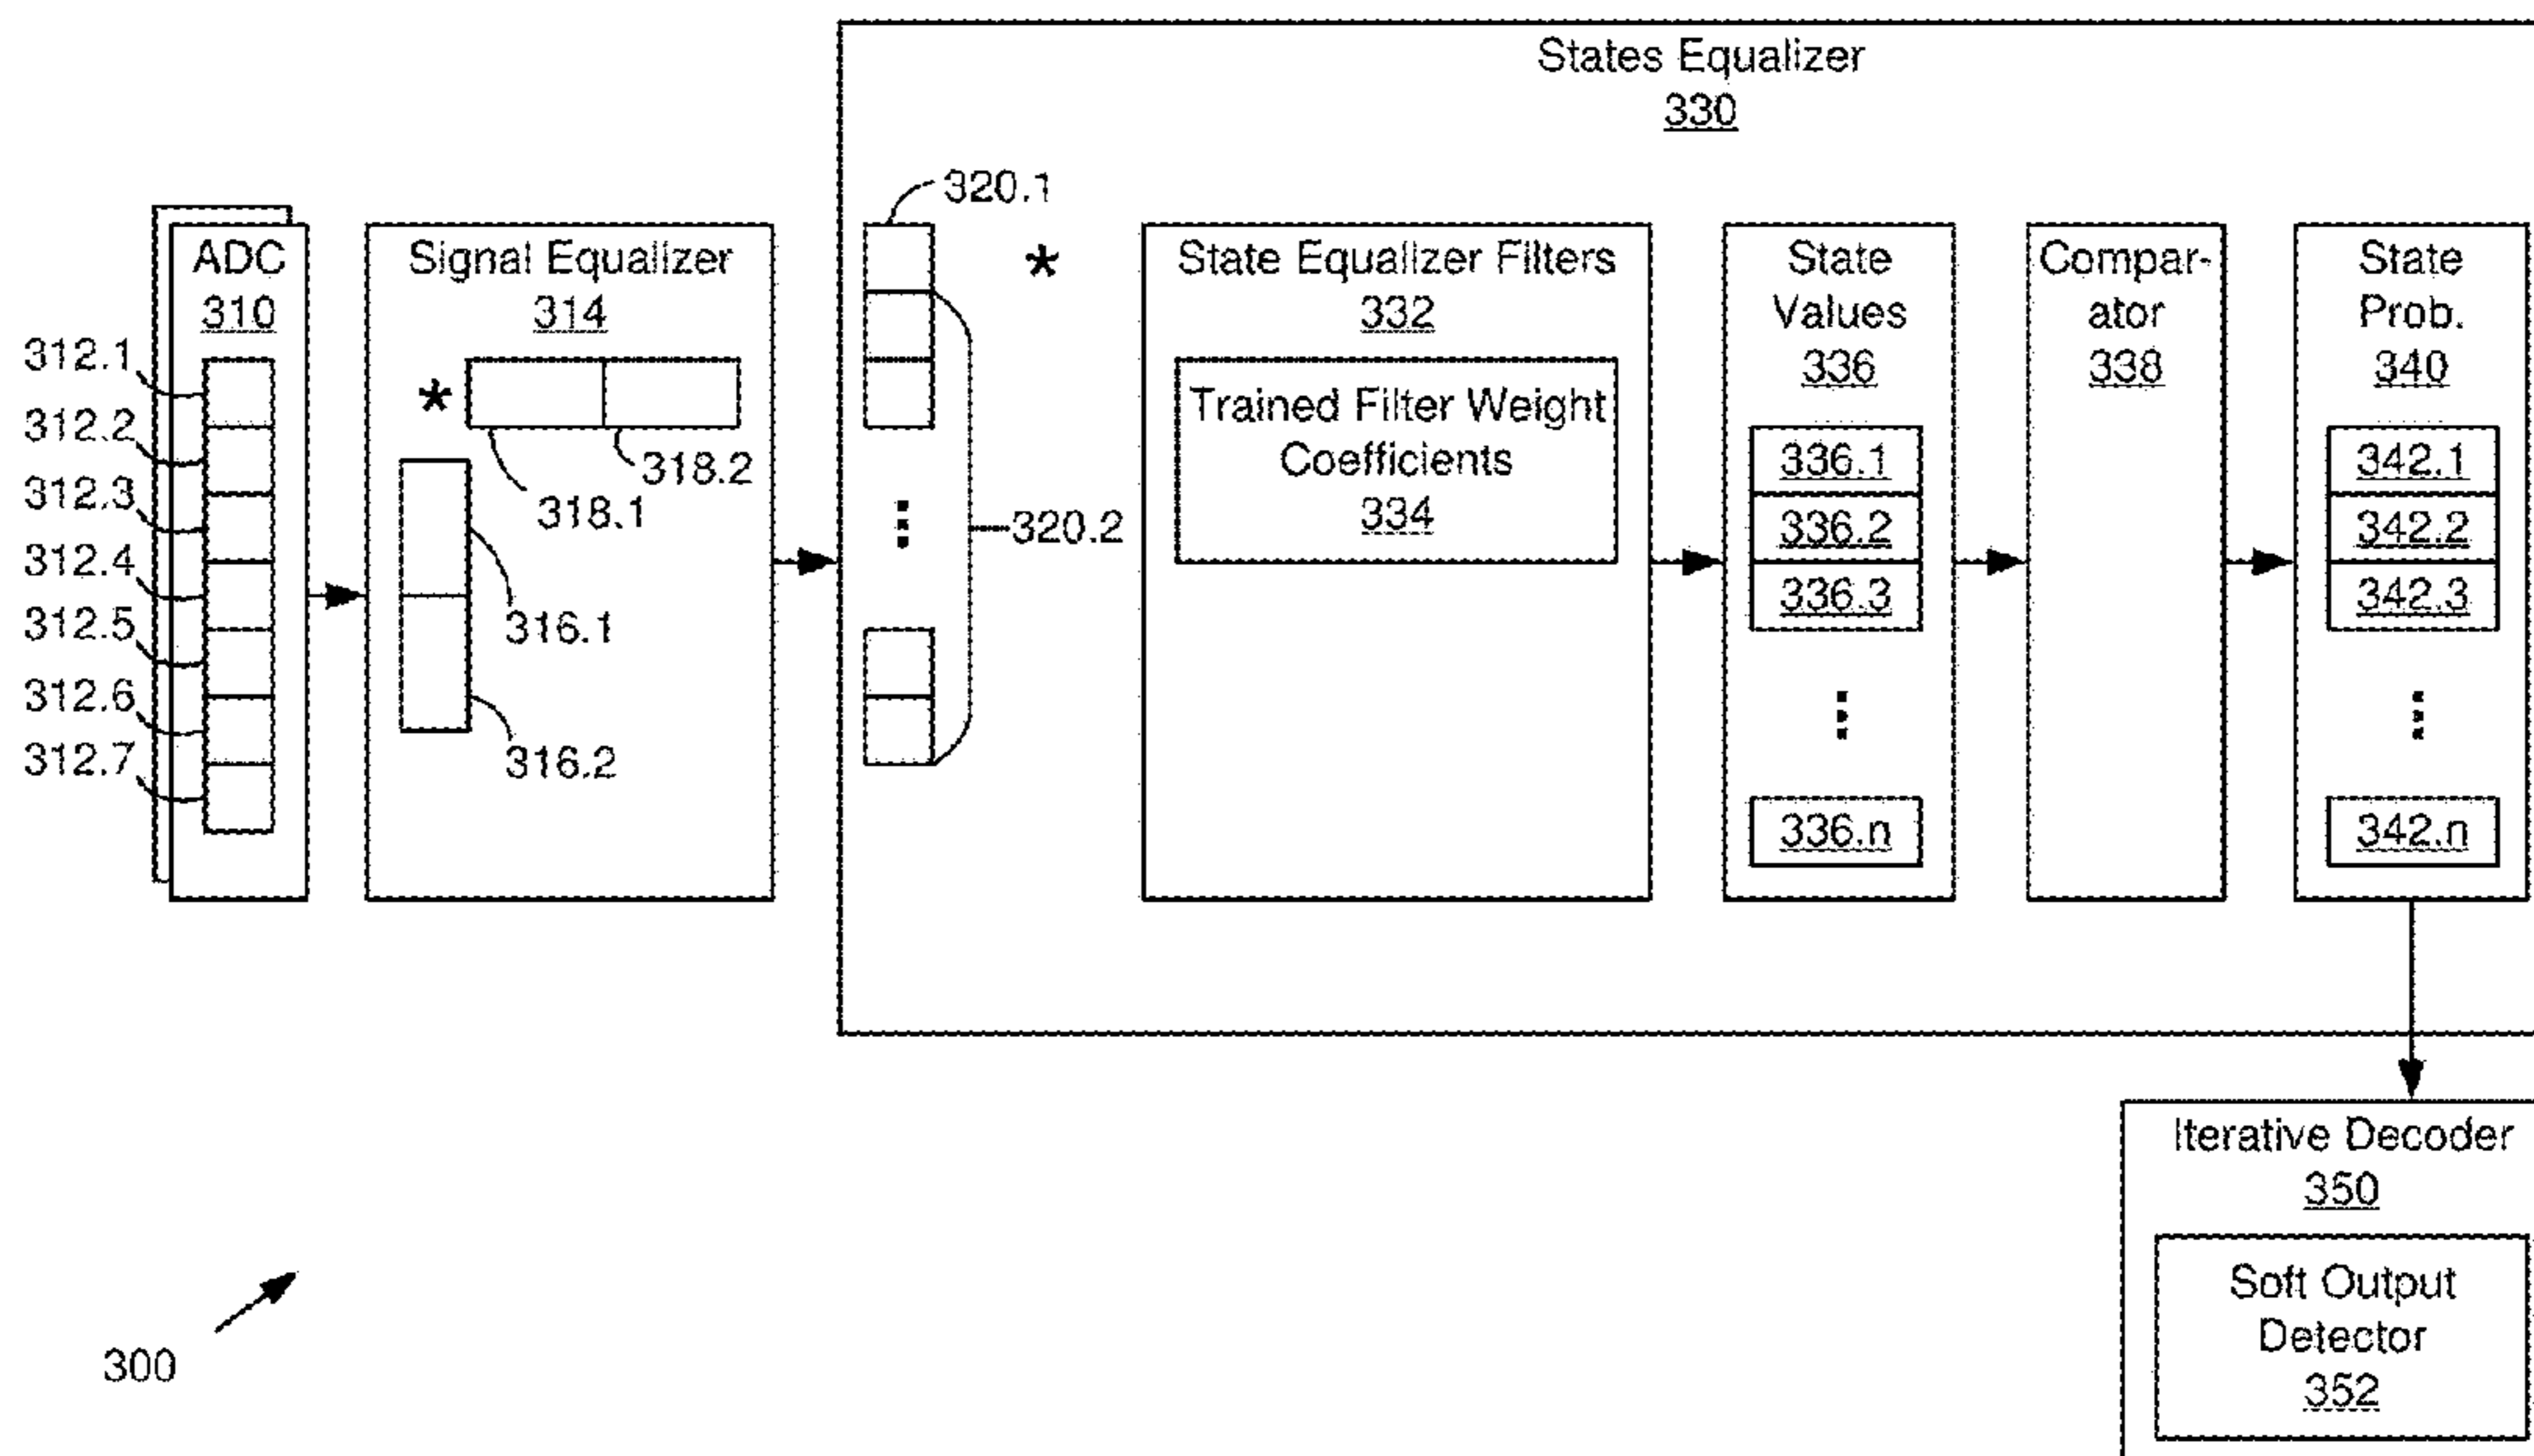 States Equalizer
330
320.1
*
ADC
310
312.1
312.2
312.3
312.4
312.5
312.6
312.7
Signal Equalizer
314
*
318.1
318.2
316.1
316.2
320.2
State Equalizer Filters
332
Trained Filter Weight
Coefficients
334
State
Values
336
336.1
336.2
336.3
336.n
Compar-
ator
338
State
Prob.
340
342.1
342.2
342.3
342.n
Iterative Decoder
350
Soft Output
Detector
352
300